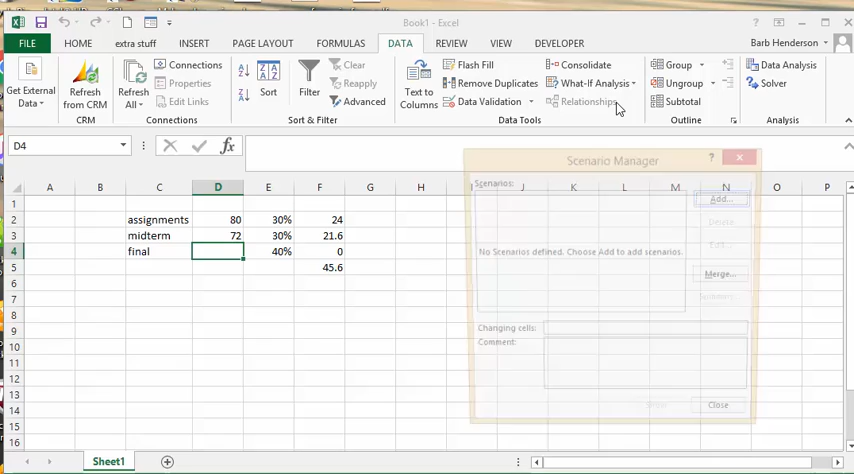 Book1 - Excel
FILE HOME extra stuff INSERT PAGE LAYOUT FORMULAS DATA REVIEW VIEW DEVELOPER Barb Henderson
Get External Data
Refresh from CRM
CRM
Refresh All
Connections
Properties
Edit Links
Connections
Sort
Filter
Clear
Reapply
Advanced
Sort & Filter
Text to Columns
Flash Fill
Remove Duplicates
Data Validation
Consolidate
What-If Analysis
Relationships
Data Tools
Group
Ungroup
Subtotal
Outline
Data Analysis
Solver
Analysis
D4 fx
A B C D E F G H I J K L M N O P
1
2 assignments 80 30% 24
3 midterm 72 30% 21.6
4 final 40% 0
5 45.6
6
7
8
9
10
11
12
13
14
15
16
Scenario Manager ? ×
Scenarios:
No Scenarios defined. Choose Add to add scenarios.
Add...
Delete
Edit...
Merge...
Summary...
Changing cells:
Comment:
Show
Close
Sheet1